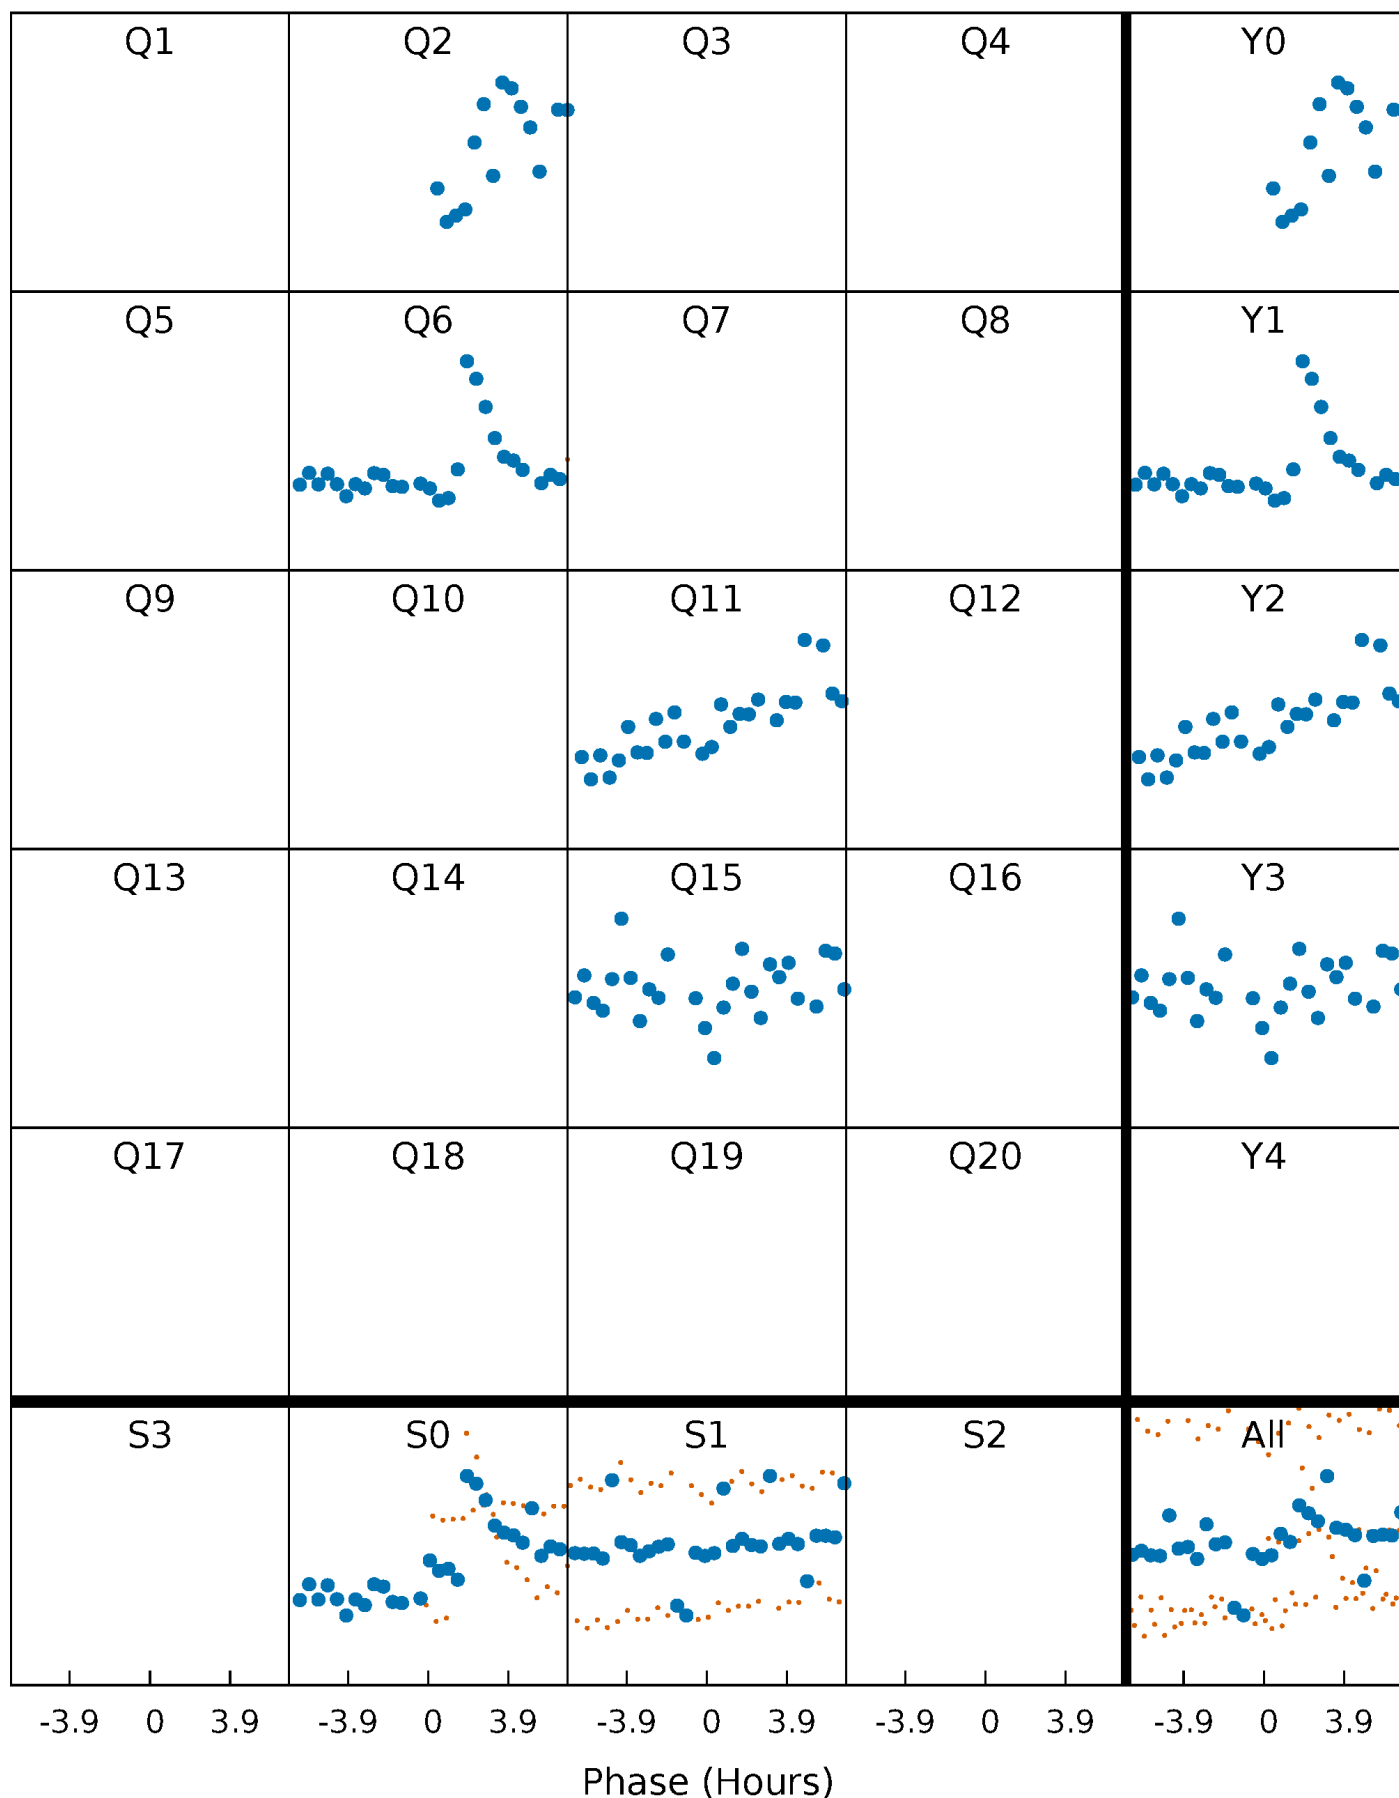 Q1 Q2 Q3 Q4 Y0
Q5 Q6 Q7 Q8 Y1
Q9 Q10 Q11 Q12 Y2
Q13 Q14 Q15 Q16 Y3
Q17 Q18 Q19 Q20 Y4
S3 S0 S1 S2 All
-3.9 0 3.9 -3.9 0 3.9 -3.9 0 3.9 -3.9 0 3.9 -3.9 0 3.9
Phase (Hours)